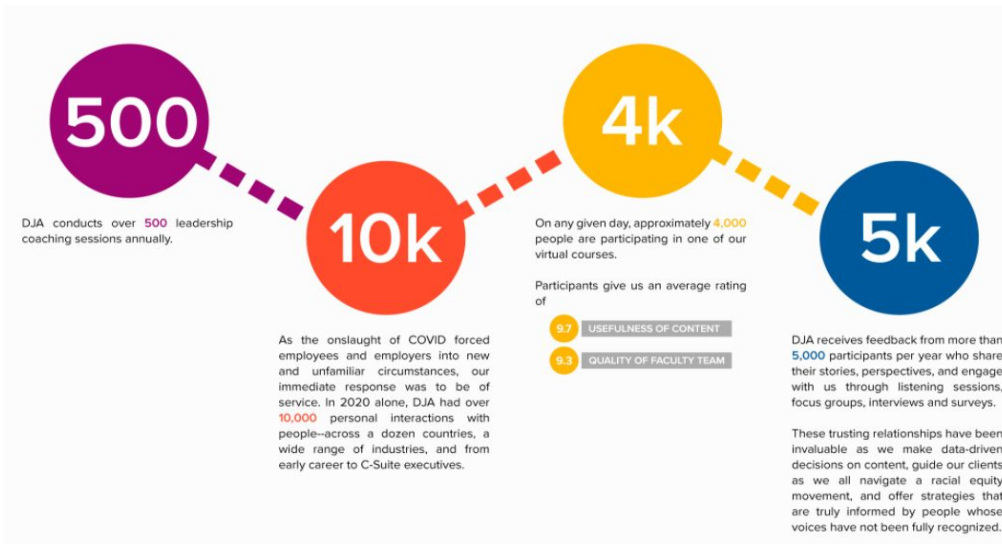 500
DJA conducts over 500 leadership
coaching sessions annually.
10k
As the onslaught of COVID forced
employees and employers into new
and unfamiliar circumstances, our
immediate response was to be of
service. In 2020 alone, DJA had over
10,000 personal interactions with
people--across a dozen countries, a
wide range of industries, and from
early career to C-Suite executives.
4k
On any given day, approximately 4,000
people are participating in one of our
virtual courses.
Participants give us an average rating
of
9.7 USEFULNESS OF CONTENT
9.3 QUALITY OF FACULTY TEAM
5k
DJA receives feedback from more than
5,000 participants per year who share
their stories, perspectives, and engage
with us through listening sessions,
focus groups, interviews and surveys.
These trusting relationships have been
invaluable as we make data-driven
decisions on content, guide our clients
as we all navigate a racial equity
movement, and offer strategies that
are truly informed by people whose
voices have not been fully recognized.